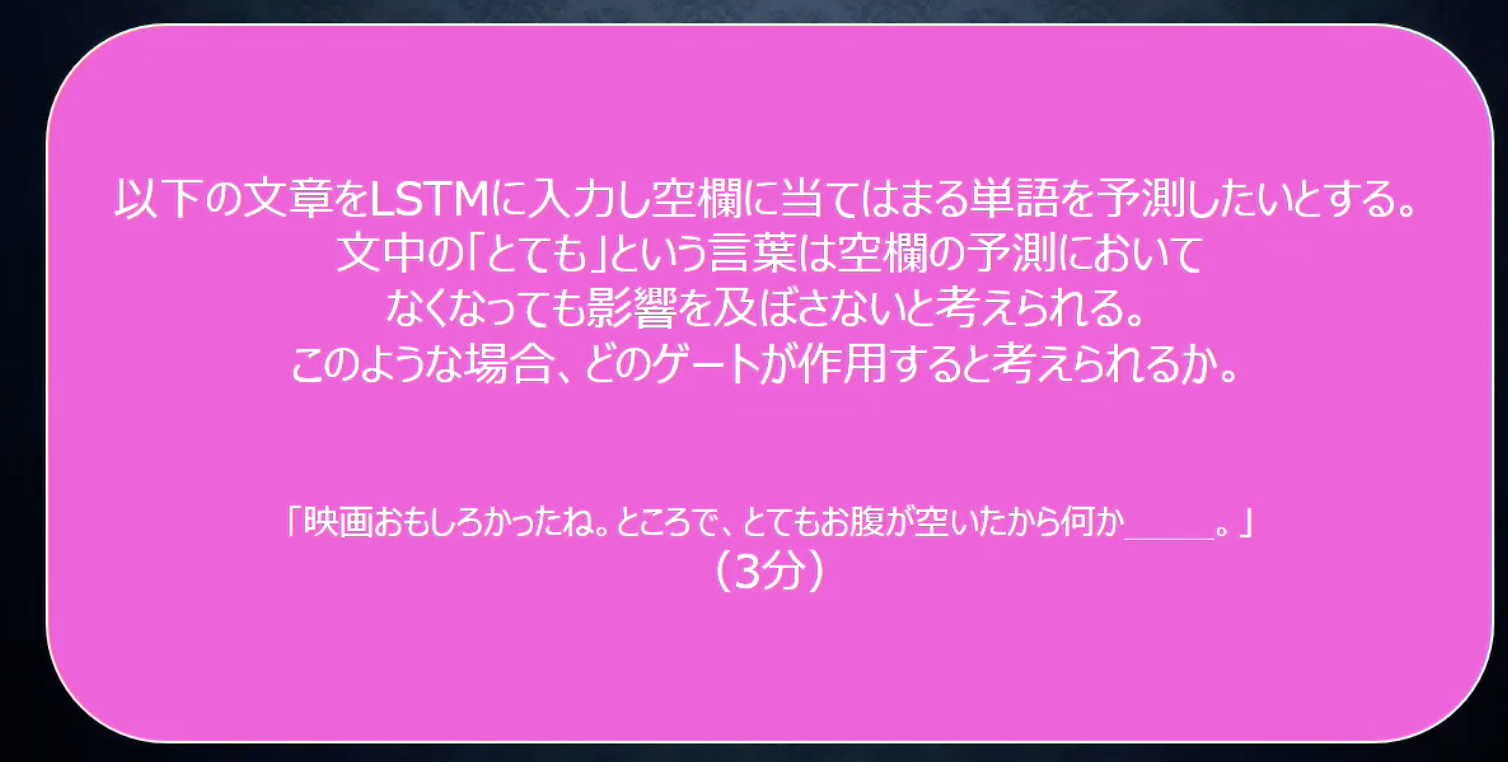 以下の文章をLSTMに入力し空欄に当てはまる単語を予測したいとする。
文中の「とても」という言葉は空欄の予測において
なくなっても影響を及ぼさないと考えられる。
このような場合、どのゲートが作用すると考えられるか。
「映画おもしろかったね。ところで、とてもお腹が空いたから何か_____。」
（3分）